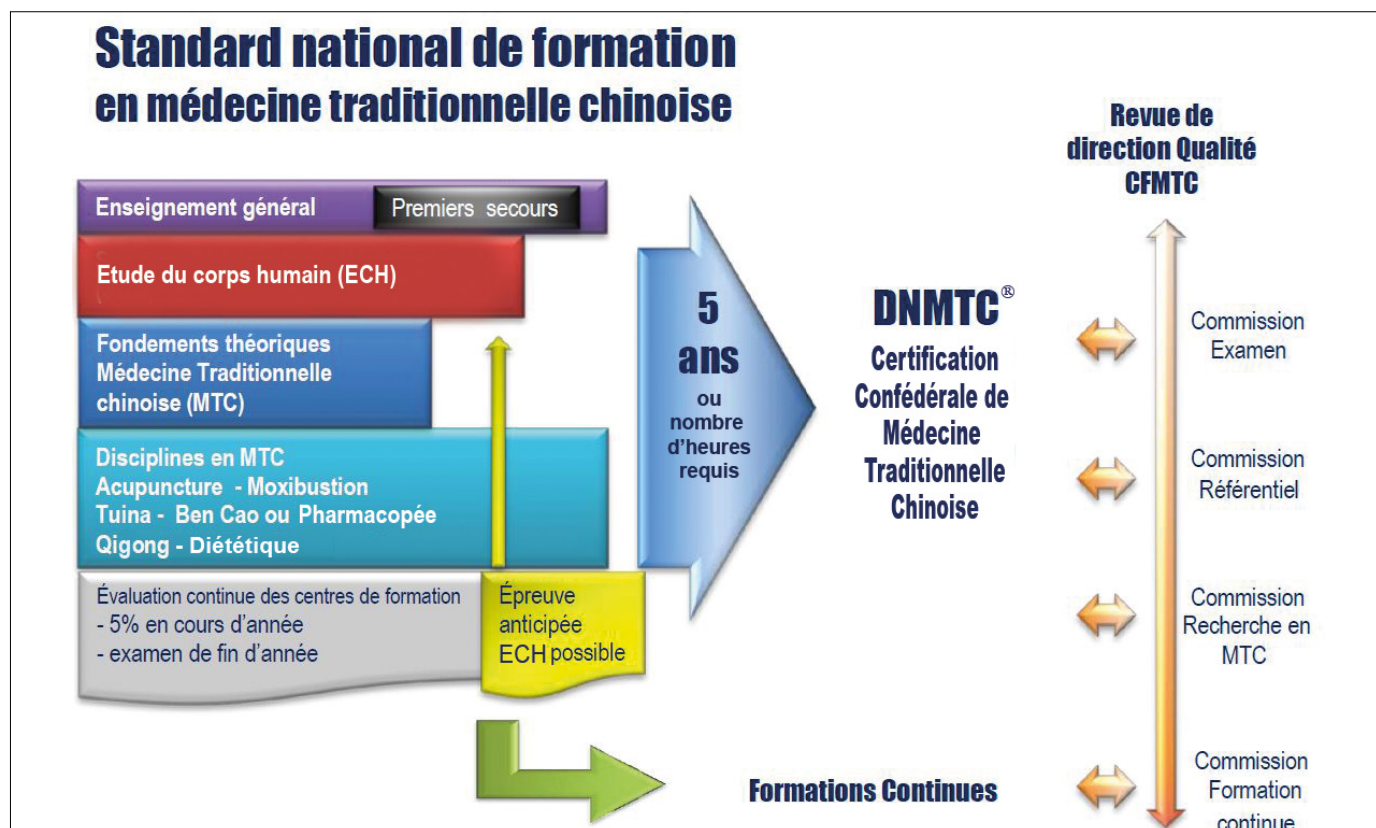 Standard national de formation
en médecine traditionnelle chinoise
Enseignement général
Premiers secours
Etude du corps humain (ECH)
Fondements théoriques
Médecine Traditionnelle
chinoise (MTC)
Disciplines en MTC
Acupuncture - Moxibustion
Tuina - Ben Cao ou Pharmacopée
Qigong - Diététique
Évaluation continue des centres de formation
- 5% en cours d'année
- examen de fin d'année
Épreuve
anticipée
ECH possible
5
ans
ou
nombre
d'heures
requis
DNMTC®
Certification
Confédérale de
Médecine
Traditionnelle
Chinoise
Formations Continues
Revue de
direction Qualité
CFMTC
Commission
Examen
Commission
Référentiel
Commission
Recherche en
MTC
Commission
Formation
continue